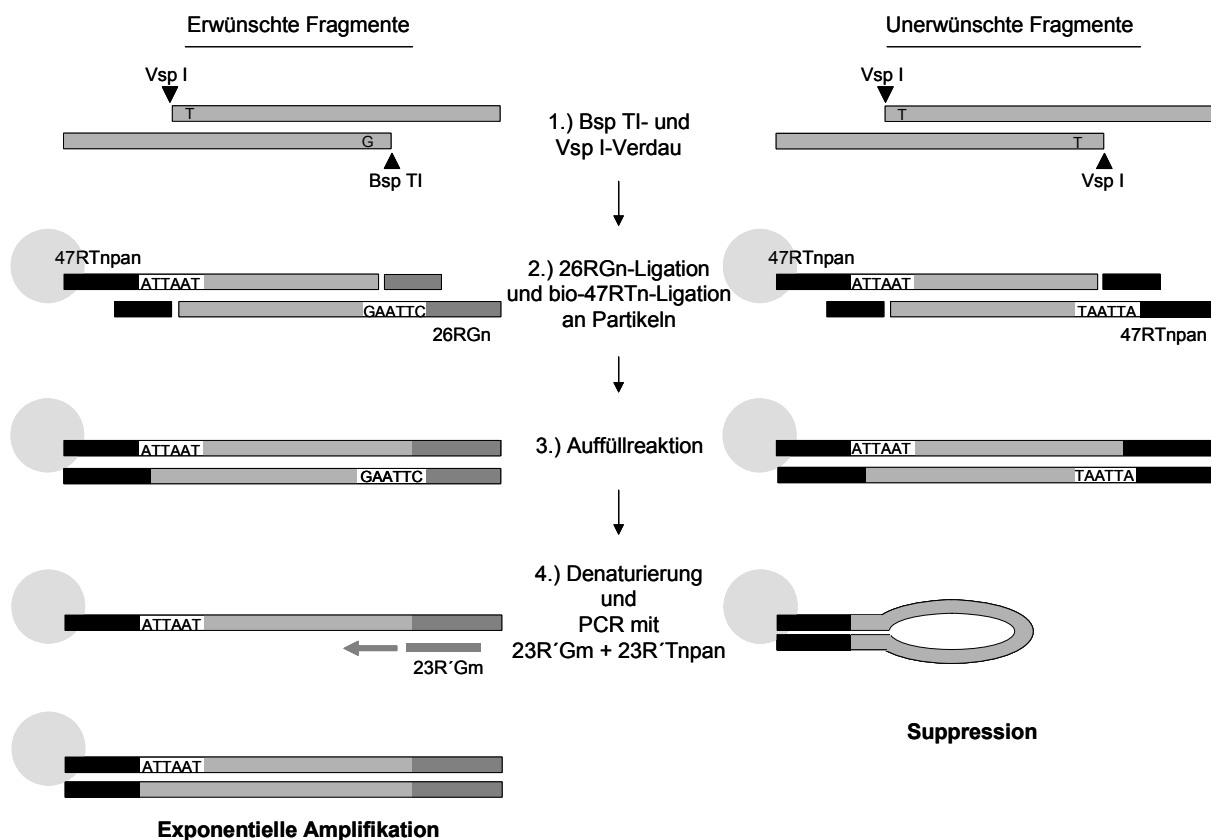 Erwünschte Fragmente
Unerwünschte Fragmente
Vsp I
T
G
Bsp TI
1.) Bsp TI- und
Vsp I-Verdau
Vsp I
T
T
Vsp I
47RTnpan
ATTAAT
GAATTC
26RGn
2.) 26RGn-Ligation
und bio-47RTn-Ligation
an Partikeln
47RTnpan
ATTAAT
TAATTA
47RTnpan
ATTAAT
GAATTC
3.) Auffüllreaktion
ATTAAT
TAATTA
ATTAAT
23R´Gm
4.) Denaturierung
und
PCR mit
23R´Gm + 23R´Tnpan
Suppression
ATTAAT
Exponentielle Amplifikation